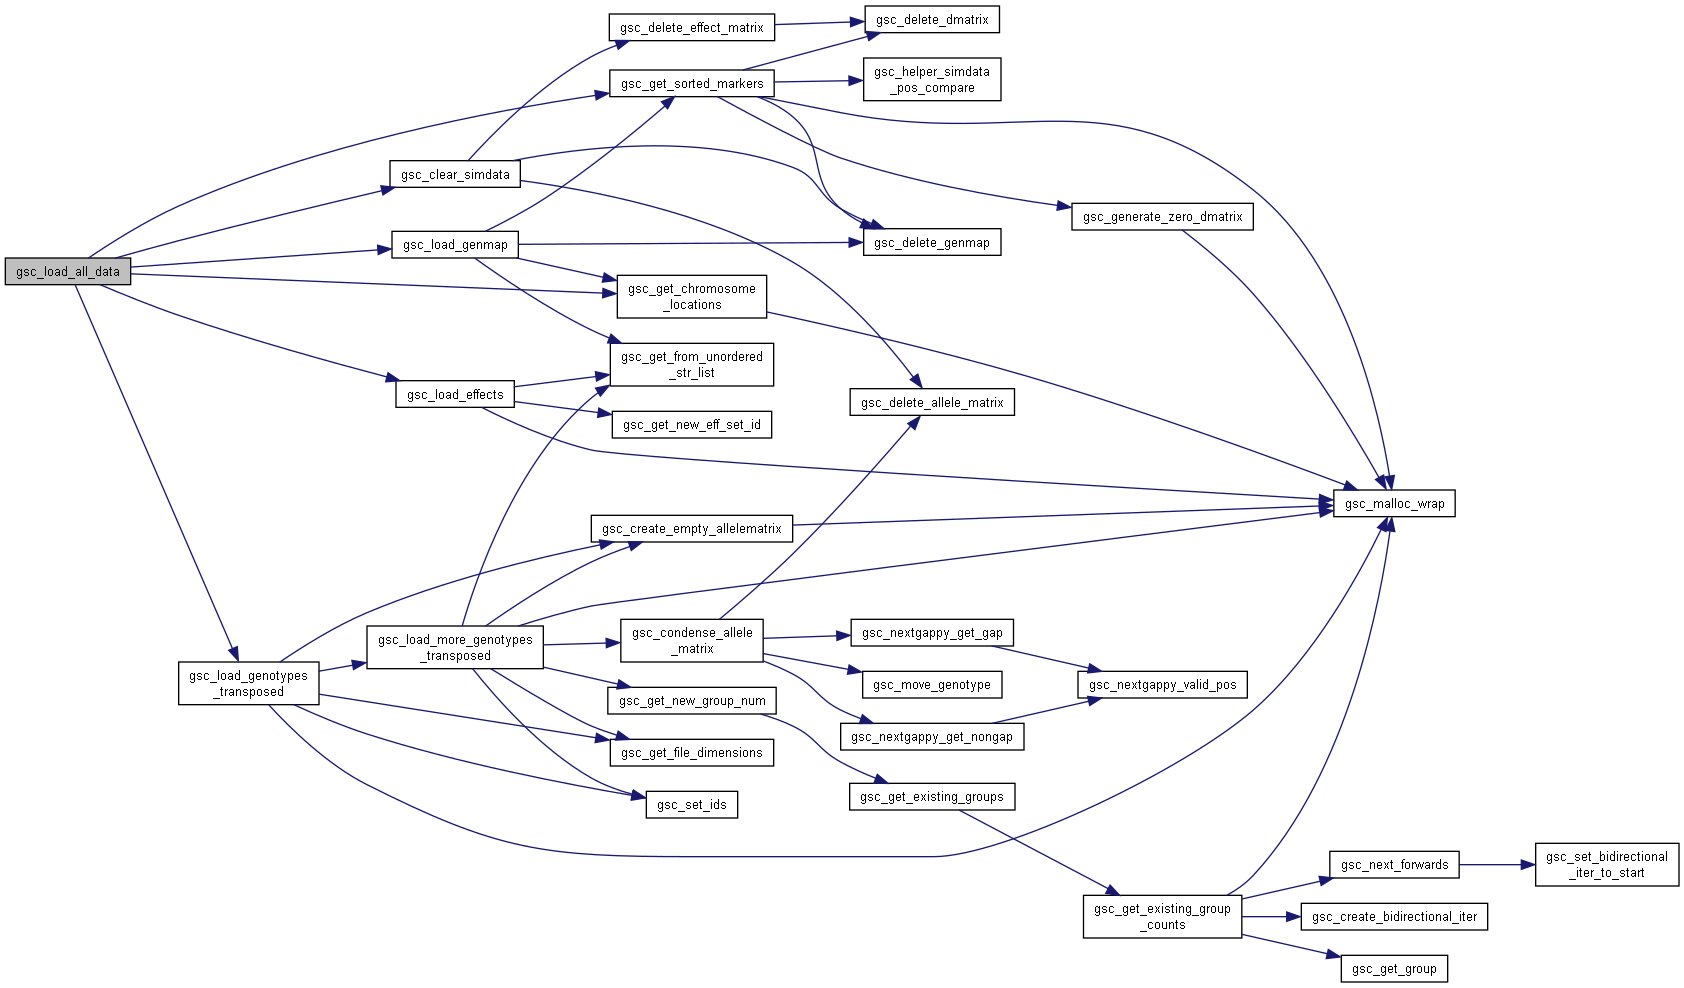 gsc_load_all_data
gsc_delete_effect_matrix
gsc_delete_dmatrix
gsc_get_sorted_markers
gsc_helper_simdata
_pos_compare
gsc_clear_simdata
gsc_generate_zero_dmatrix
gsc_load_genmap
gsc_delete_genmap
gsc_get_chromosome
_locations
gsc_get_from_unordered
_str_list
gsc_load_effects
gsc_delete_allele_matrix
gsc_get_new_eff_set_id
gsc_malloc_wrap
gsc_create_empty_allelematrix
gsc_load_more_genotypes
_transposed
gsc_condense_allele
_matrix
gsc_nextgappy_get_gap
gsc_load_genotypes
_transposed
gsc_move_genotype
gsc_nextgappy_valid_pos
gsc_get_new_group_num
gsc_nextgappy_get_nongap
gsc_get_file_dimensions
gsc_set_ids
gsc_get_existing_groups
gsc_next_forwards
gsc_set_bidirectional
_iter_to_start
gsc_get_existing_group
_counts
gsc_create_bidirectional_iter
gsc_get_group